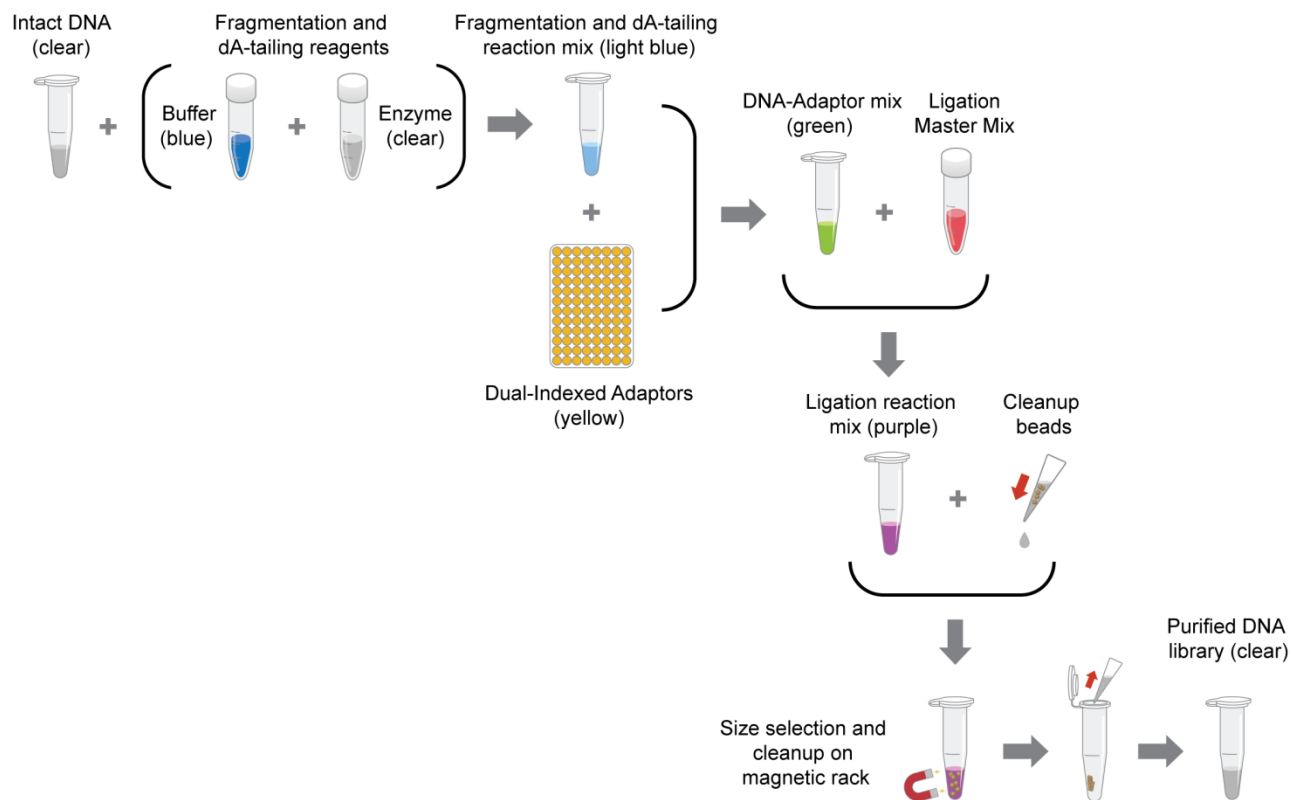 Intact DNA
(clear)
Fragmentation and
dA-tailing reagents
Buffer
(blue)
Enzyme
(clear)
Fragmentation and dA-tailing
reaction mix (light blue)
Dual-Indexed Adaptors
(yellow)
DNA-Adaptor mix
(green)
Ligation
Master Mix
Ligation reaction
mix (purple)
Cleanup
beads
Size selection and
cleanup on
magnetic rack
Purified DNA
library (clear)